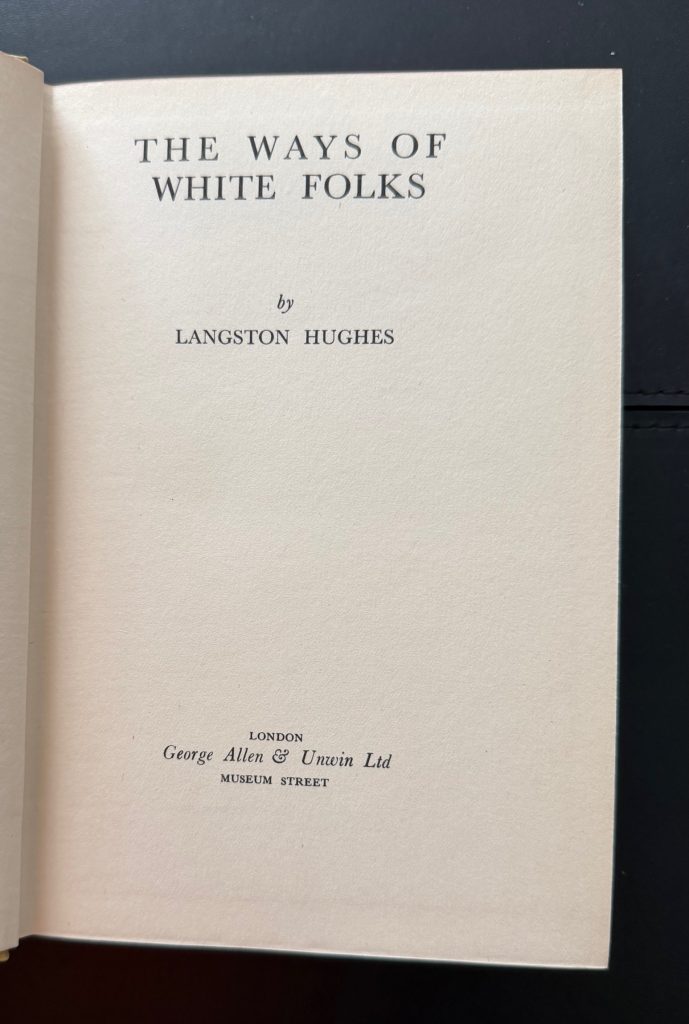 THE WAYS OF
WHITE FOLKS
by
LANGSTON HUGHES
LONDON
George Allen & Unwin Ltd
MUSEUM STREET